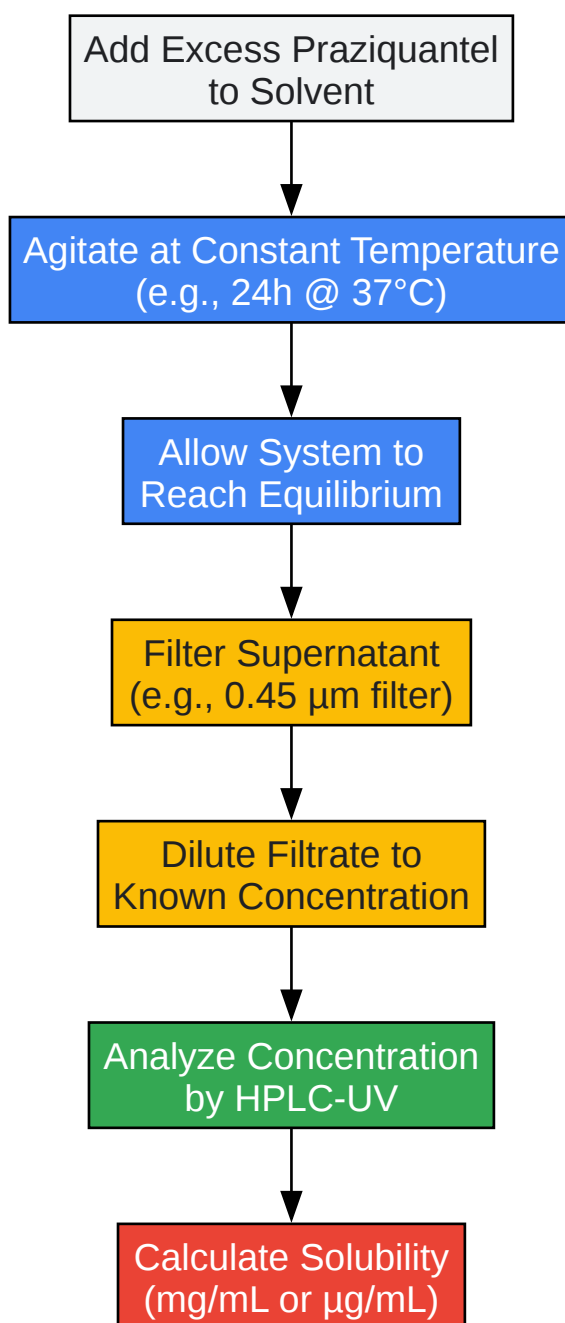 Add Excess Praziquantel
to Solvent
Agitate at Constant Temperature
(e.g., 24h @ 37°C)
Allow System to
Reach Equilibrium
Filter Supernatant
(e.g., 0.45 µm filter)
Dilute Filtrate to
Known Concentration
Analyze Concentration
by HPLC-UV
Calculate Solubility
(mg/mL or µg/mL)